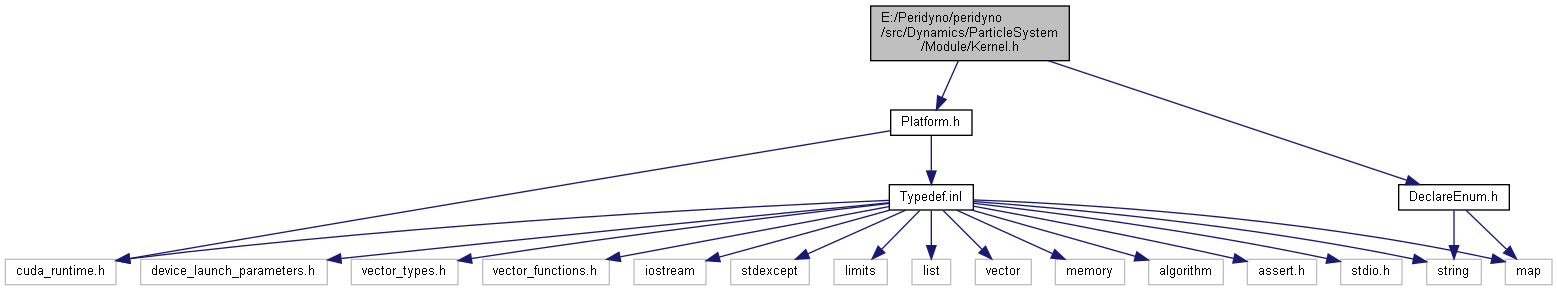 E:/Peridyno/peridyno
/src/Dynamics/ParticleSystem
/Module/Kernel.h
Platform.h
Typedef.inl
DeclareEnum.h
cuda_runtime.h
device_launch_parameters.h
vector_types.h
vector_functions.h
iostream
stdexcept
limits
list
vector
memory
algorithm
assert.h
stdio.h
string
map